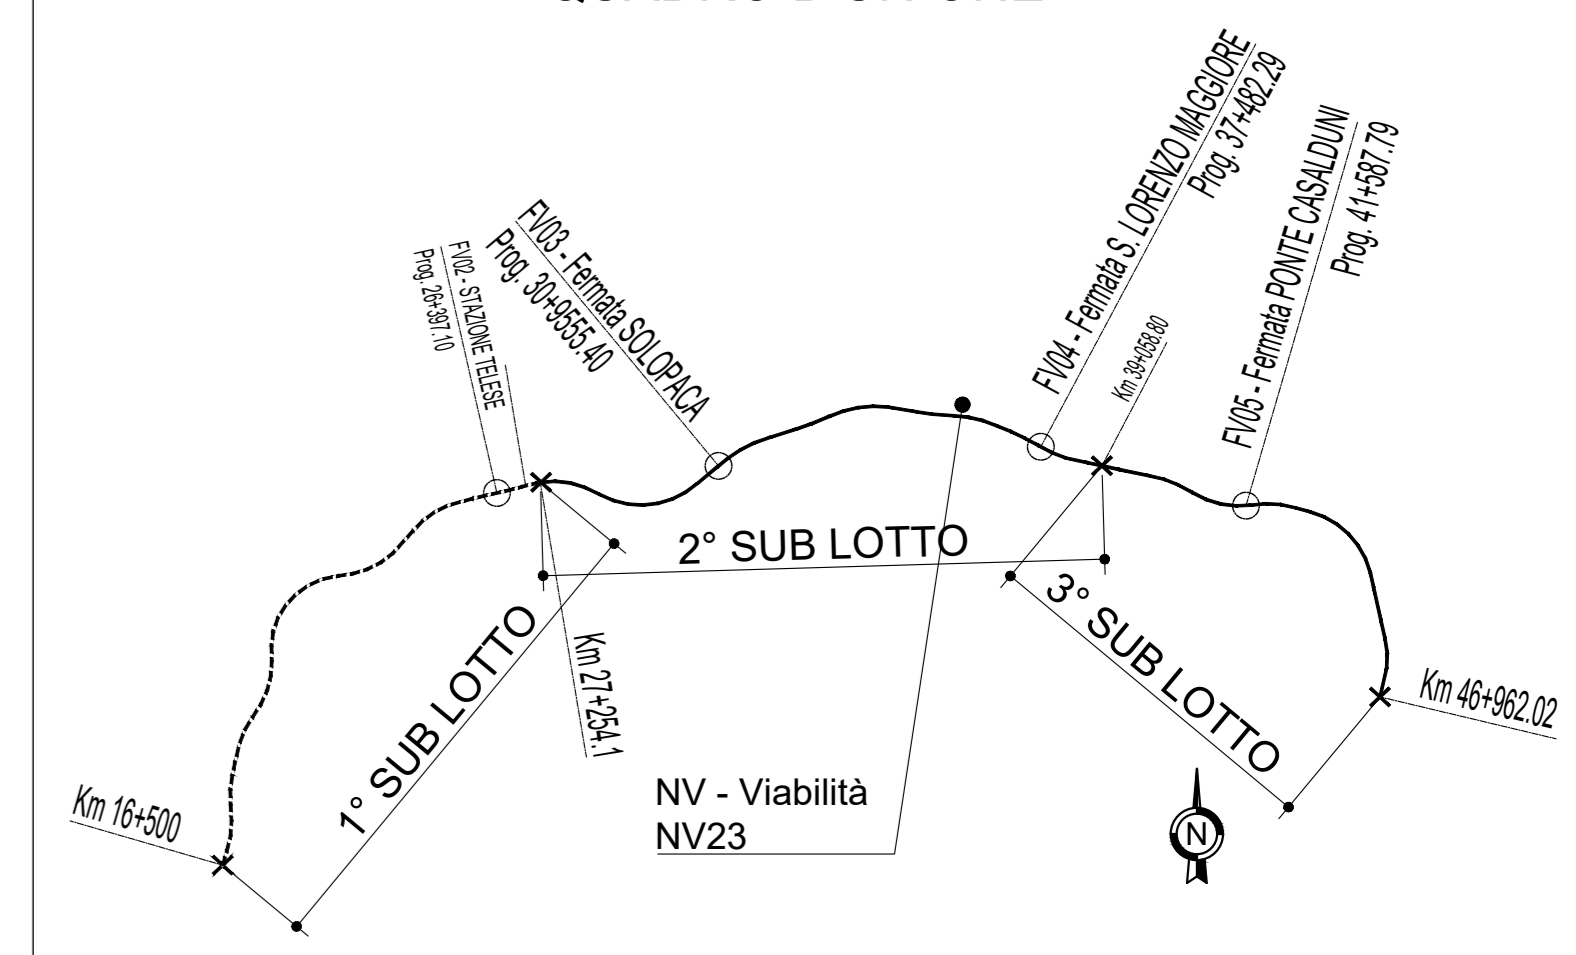 FV04 - Fermata S. LORENZO MAGGIORE
Prog. 37+482.29
FV05 - Fermata PONTE CASALDUNI
Prog. 41+587.79
FV03 - Fermata SOLOPACA
Prog. 30+9555.40
FV02 - STAZIONE TELESE
Prog. 26+397.10
Km 39+058.80
2° SUB LOTTO
1° SUB LOTTO
3° SUB LOTTO
Km 27+254.1
Km 46+962.02
Km 16+500
NV - Viabilità
NV23
N